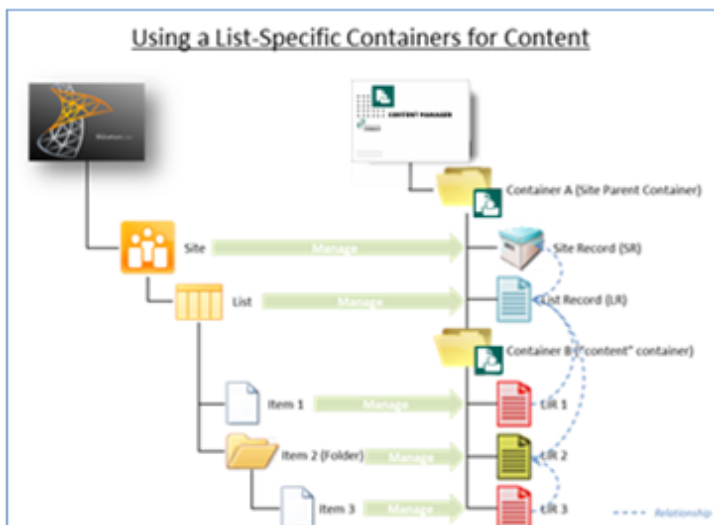 Using a List-Specific Containers for Content
CONTENT MANAGER
Container A (Site Parent Container)
Site
Manage
Site Record (SR)
List
Manage
List Record (LR)
Container B ("content" container)
Item 1
Manage
LIR 1
Item 2 (Folder)
Manage
LIR 2
Item 3
Manage
LIR 3
Relationship